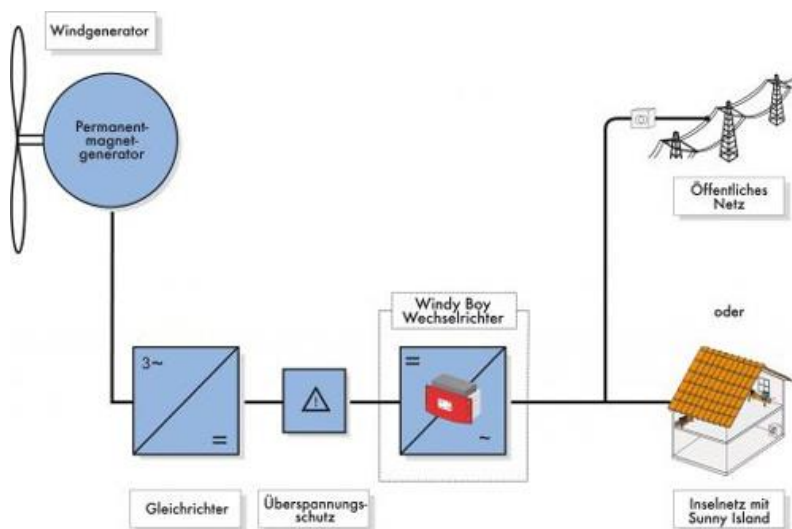 Windgenerator
Permanent-
magnet-
generator
Öffentliches
Netz
Windy Boy
Wechselrichter
oder
3~
=
=
~
Gleichrichter
Überspannungs-
schutz
Inselnetz mit
Sunny Island